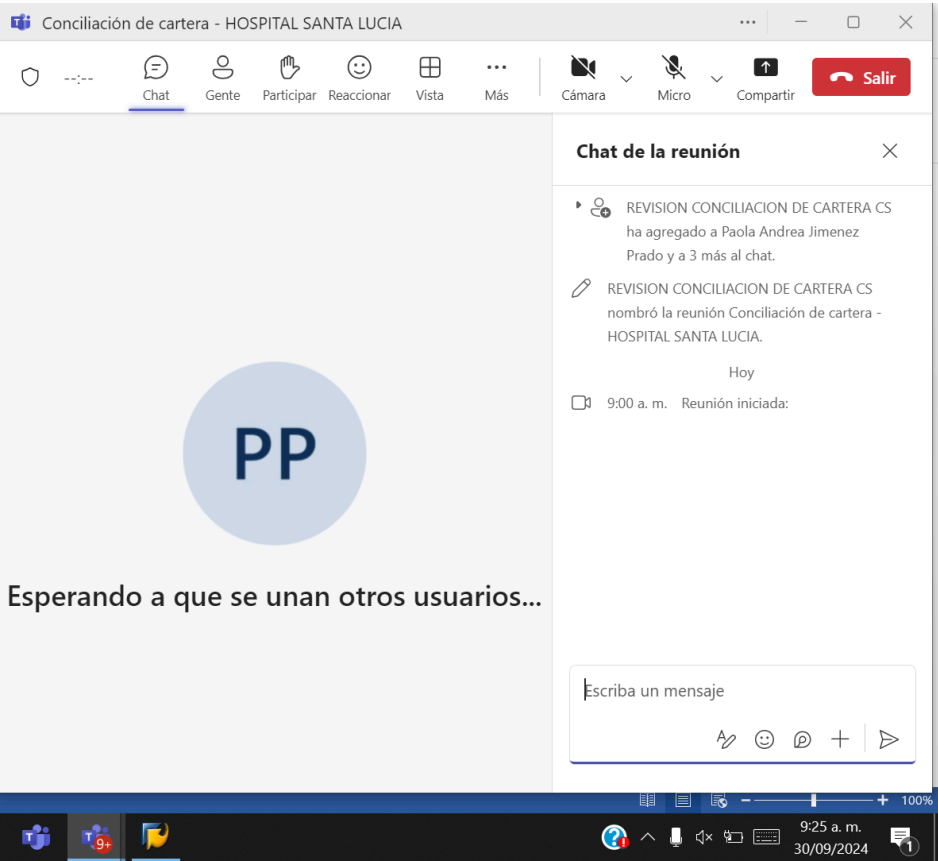 Conciliación de cartera - HOSPITAL SANTA LUCIA
--:--
Chat
Gente
Participar
Reaccionar
Vista
Más
Cámara
Micro
Compartir
Salir
Chat de la reunión
REVISION CONCILIACION DE CARTERA CS
ha agregado a Paola Andrea Jimenez
Prado y a 3 más al chat.
REVISION CONCILIACION DE CARTERA CS
nombró la reunión Conciliación de cartera -
HOSPITAL SANTA LUCIA.
Hoy
9:00 a. m. Reunión iniciada:
PP
Esperando a que se unan otros usuarios...
Escriba un mensaje
100%
9+
9:25 a. m.
30/09/2024
1